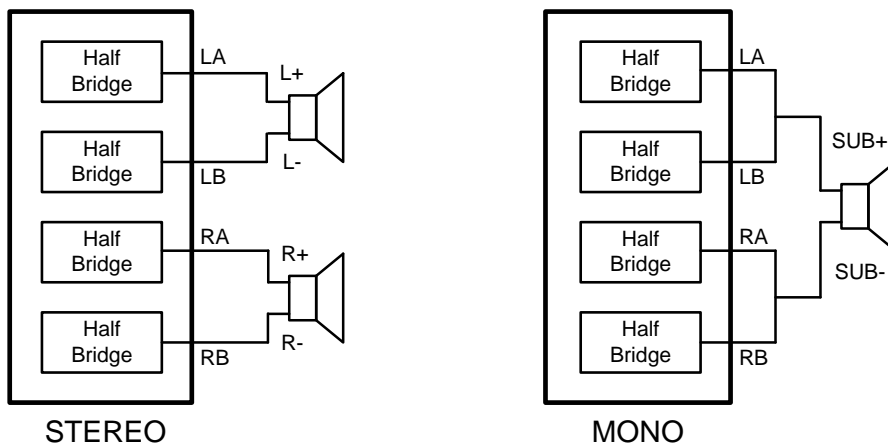 Half
Bridge
LA
L+
Half
Bridge
LB
L-
Half
Bridge
RA
R+
Half
Bridge
RB
R-
STEREO
Half
Bridge
LA
Half
Bridge
LB
SUB+
Half
Bridge
RA
SUB-
Half
Bridge
RB
MONO